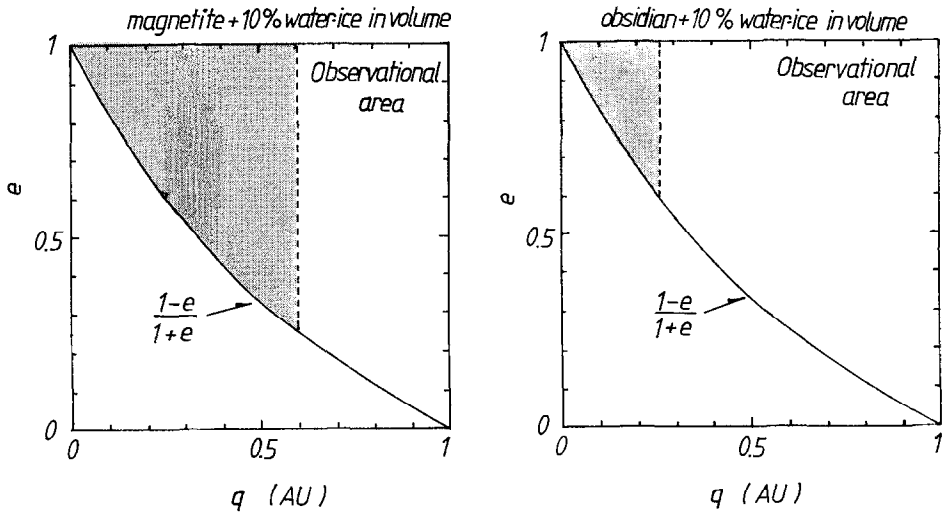 magnetite + 10% water-ice in volume
1
Observational
area
e
0.5
1-e
1+e
0
0
0.5
1
q (AU)
obsidian + 10 % water-ice in volume
1
Observational
area
e
0.5
1-e
1+e
0
0
0.5
1
q (AU)